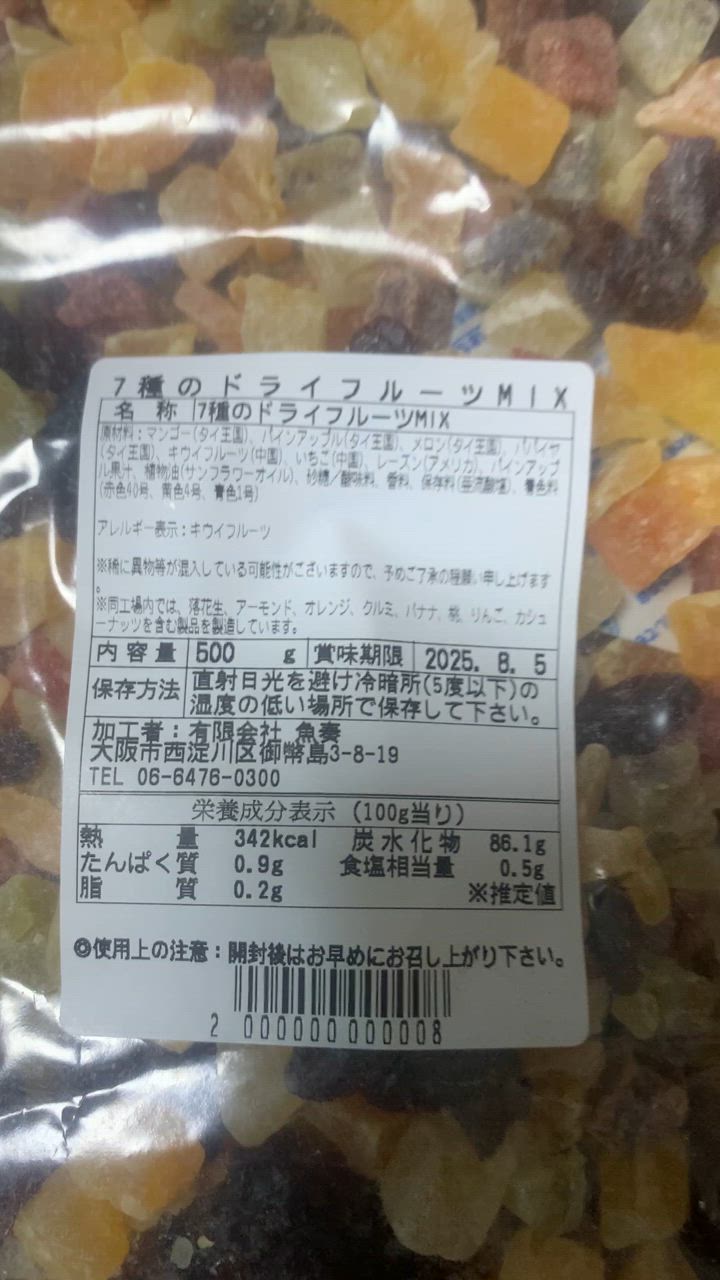 7種のドライフルーツMIX
名 称 7種のドライフルーツMIX
原材料：マンゴー(タイ王国)、パインアップル(タイ王国)、メロン(タイ王国)、パパイヤ
(タイ王国)、キウイフルーツ(中国)、いちご(中国)、レーズン(アメリカ)、パインアップ
ル果汁、植物油(サンフラワーオイル)、砂糖／酸味料、香料、保存料(亜硫酸塩)、着色料
(赤色40号、黄色4号、青色1号)
アレルギー表示：キウイフルーツ
※稀に異物等が混入している可能性がございますので、予めご了承の程願い申し上げます
。
※同工場内では、落花生、アーモンド、オレンジ、クルミ、バナナ、桃、りんご、カシュ
ーナッツを含む製品を製造しています。
内容量 500 g 賞味期限 2025. 8. 5
保存方法 直射日光を避け冷暗所(5度以下)の
湿度の低い場所で保存して下さい。
加工者：有限会社 魚奏
大阪市西淀川区御幣島3-8-19
TEL 06-6476-0300
栄養成分表示 (100g当り)
熱 量 342kcal 炭水化物 86.1g
たんぱく質 0.9g 食塩相当量 0.5g
脂 質 0.2g ※推定値
◎使用上の注意：開封後はお早めにお召し上がり下さい。
2 000000 000008